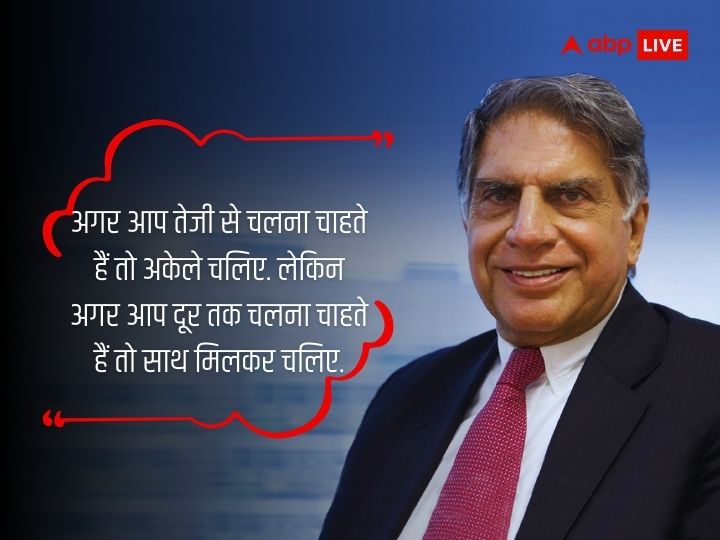 abp LIVE
अगर आप तेजी से चलना चाहते
हैं तो अकेले चलिए. लेकिन
अगर आप दूर तक चलना चाहते
हैं तो साथ मिलकर चलिए.